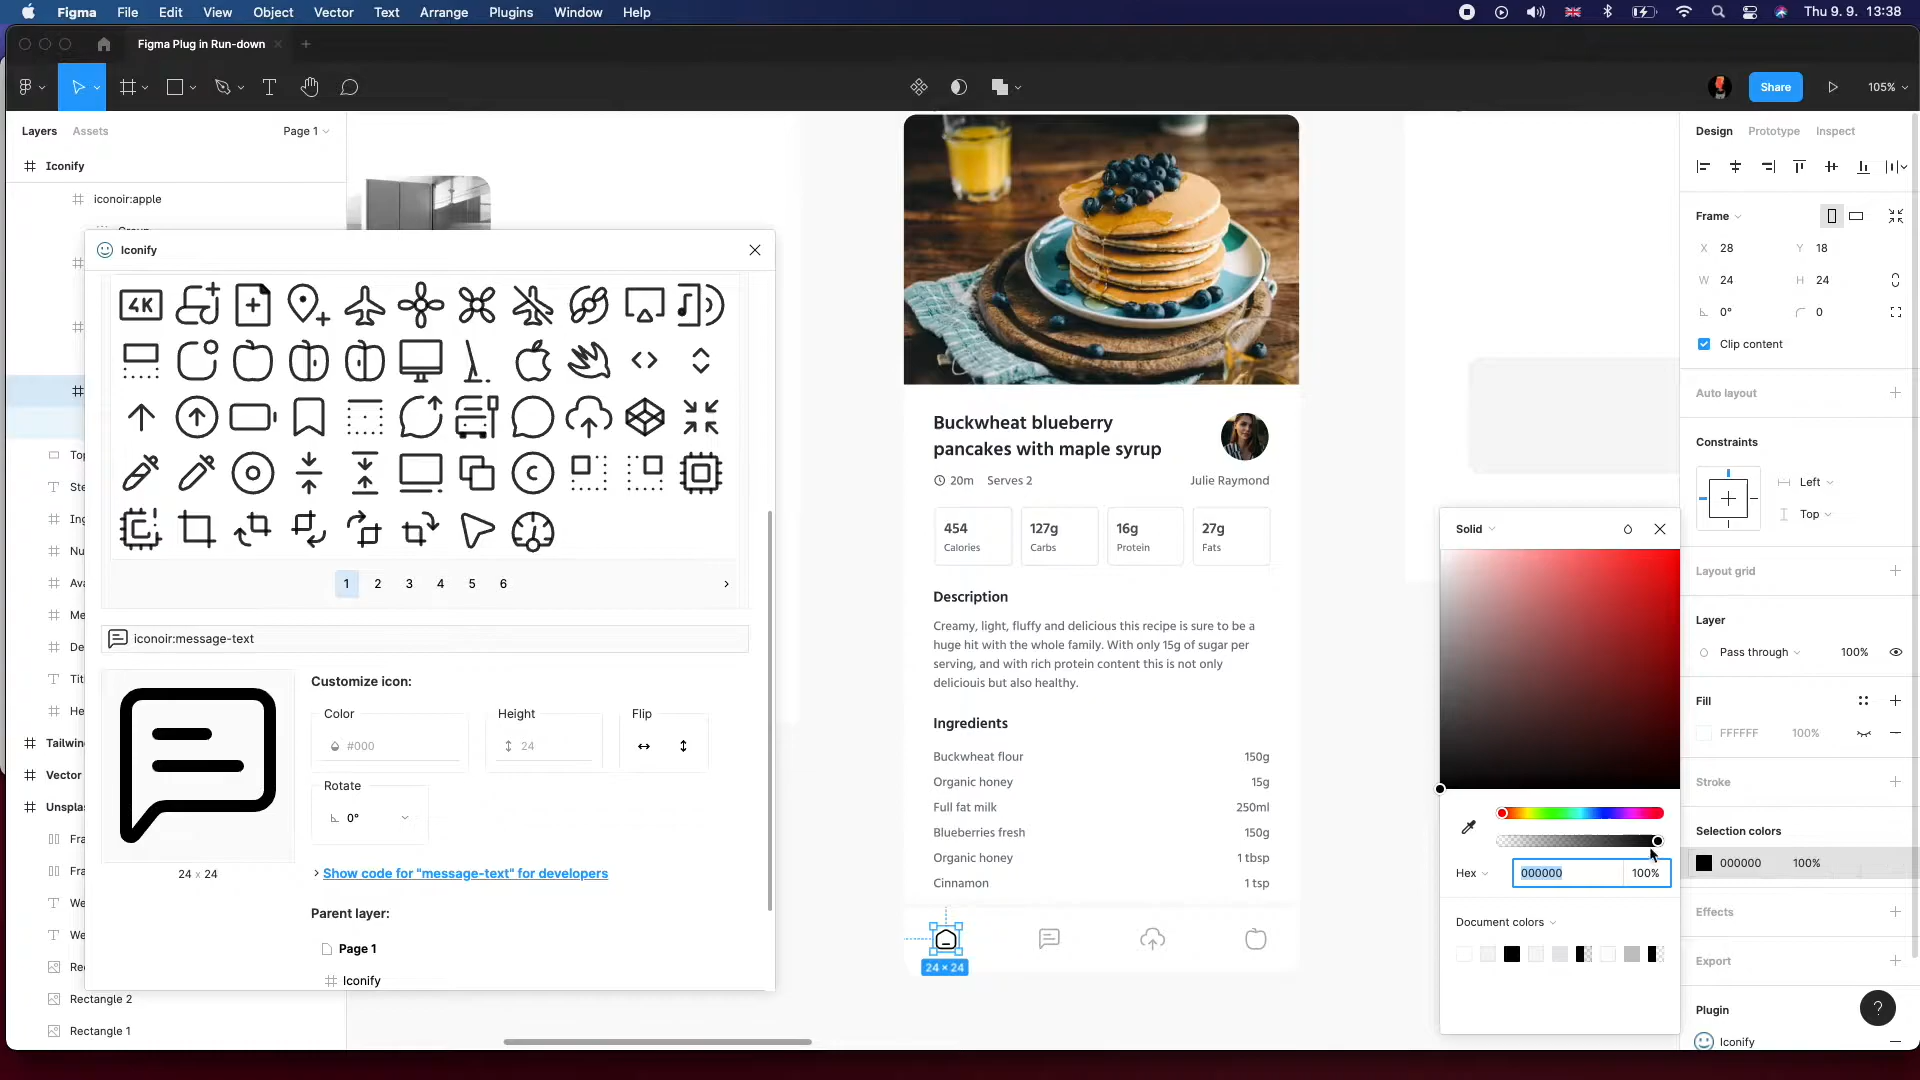 Figma File Edit View Object Vector Text Arrange Plugins Window Help
Thu 9. 9. 13:38
Figma Plug in Run-down
Share
105%
Layers Assets Page 1
Iconify
iconoir:apple
Iconify
4K
1 2 3 4 5 6
iconoir:message-text
Customize icon:
Color
#000
Height
24
Flip
Rotate
0°
24 x 24
Show code for "message-text" for developers
Parent layer:
Page 1
Iconify
Top
Ste
Ing
Nu
Ava
Me
De
Titl
He
Tailwin
Vector
Unsplas
Fra
Fra
We
We
Rec
Rectangle 2
Rectangle 1
Buckwheat blueberry
pancakes with maple syrup
20m Serves 2
Julie Raymond
454
Calories
127g
Carbs
16g
Protein
27g
Fats
Description
Creamy, light, fluffy and delicious this recipe is sure to be a
huge hit with the whole family. With only 15g of sugar per
serving, and with rich protein content this is not only
deliciouis but also healthy.
Ingredients
Buckwheat flour 150g
Organic honey 15g
Full fat milk 250ml
Blueberries fresh 150g
Organic honey 1 tbsp
Cinnamon 1 tsp
24 × 24
Solid
Hex 000000 100%
Document colors
Design Prototype Inspect
Frame
X 28 Y 18
W 24 H 24
0° 0
Clip content
Auto layout
Constraints
Left
Top
Layout grid
Layer
Pass through 100%
Fill
FFFFFF 100%
Stroke
Selection colors
000000 100%
Effects
Export
Plugin
Iconify
?